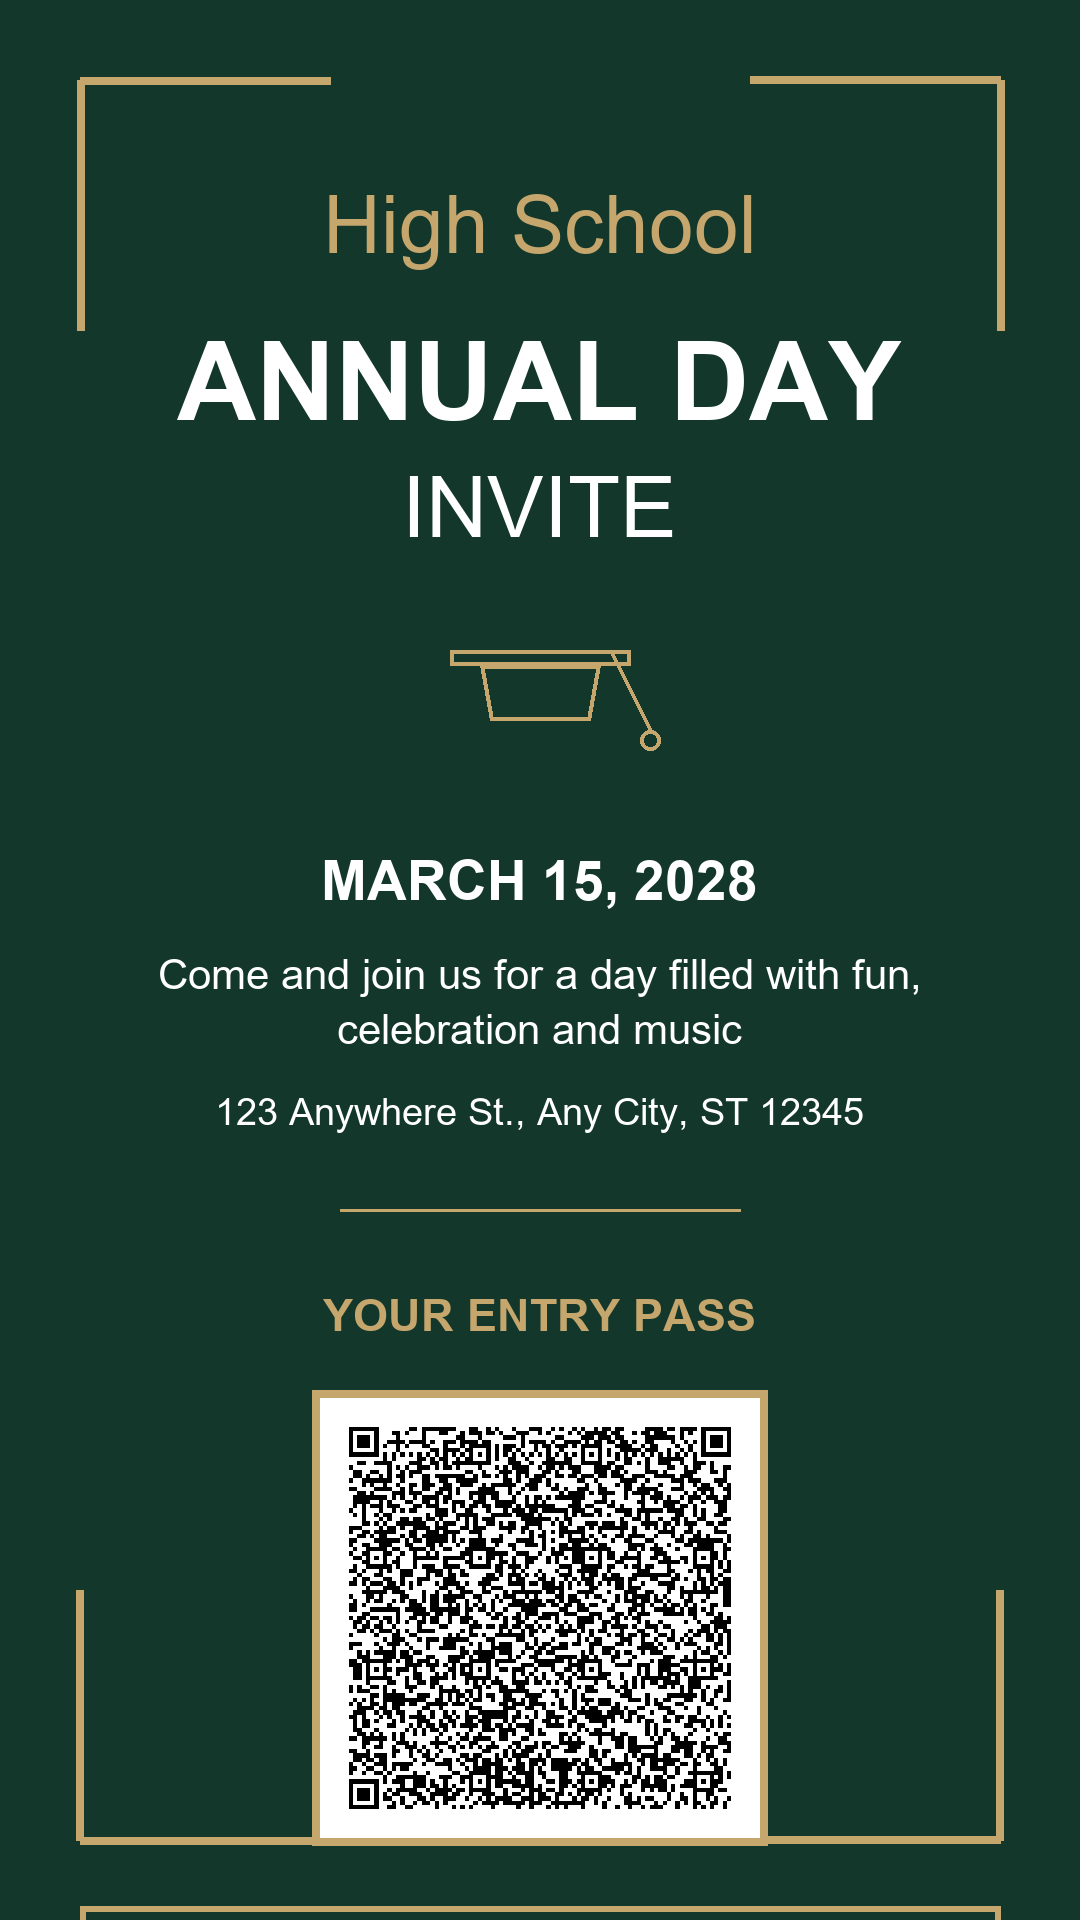 High School
ANNUAL DAY
INVITE
MARCH 15, 2028
Come and join us for a day filled with fun,
celebration and music
123 Anywhere St., Any City, ST 12345
YOUR ENTRY PASS